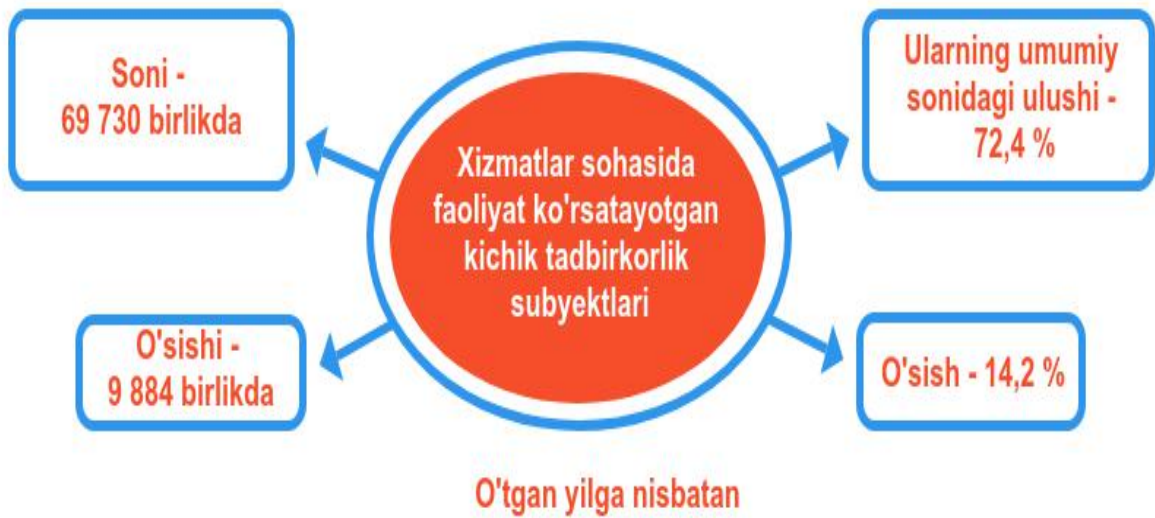 Soni -
69 730 birlikda
Ularning umumiy
sonidagi ulushi -
72,4 %
Xizmatlar sohasida
faoliyat ko'rsatayotgan
kichik tadbirkorlik
subyektlari
O'sishi -
9 884 birlikda
O'sish - 14,2 %
O'tgan yilga nisbatan